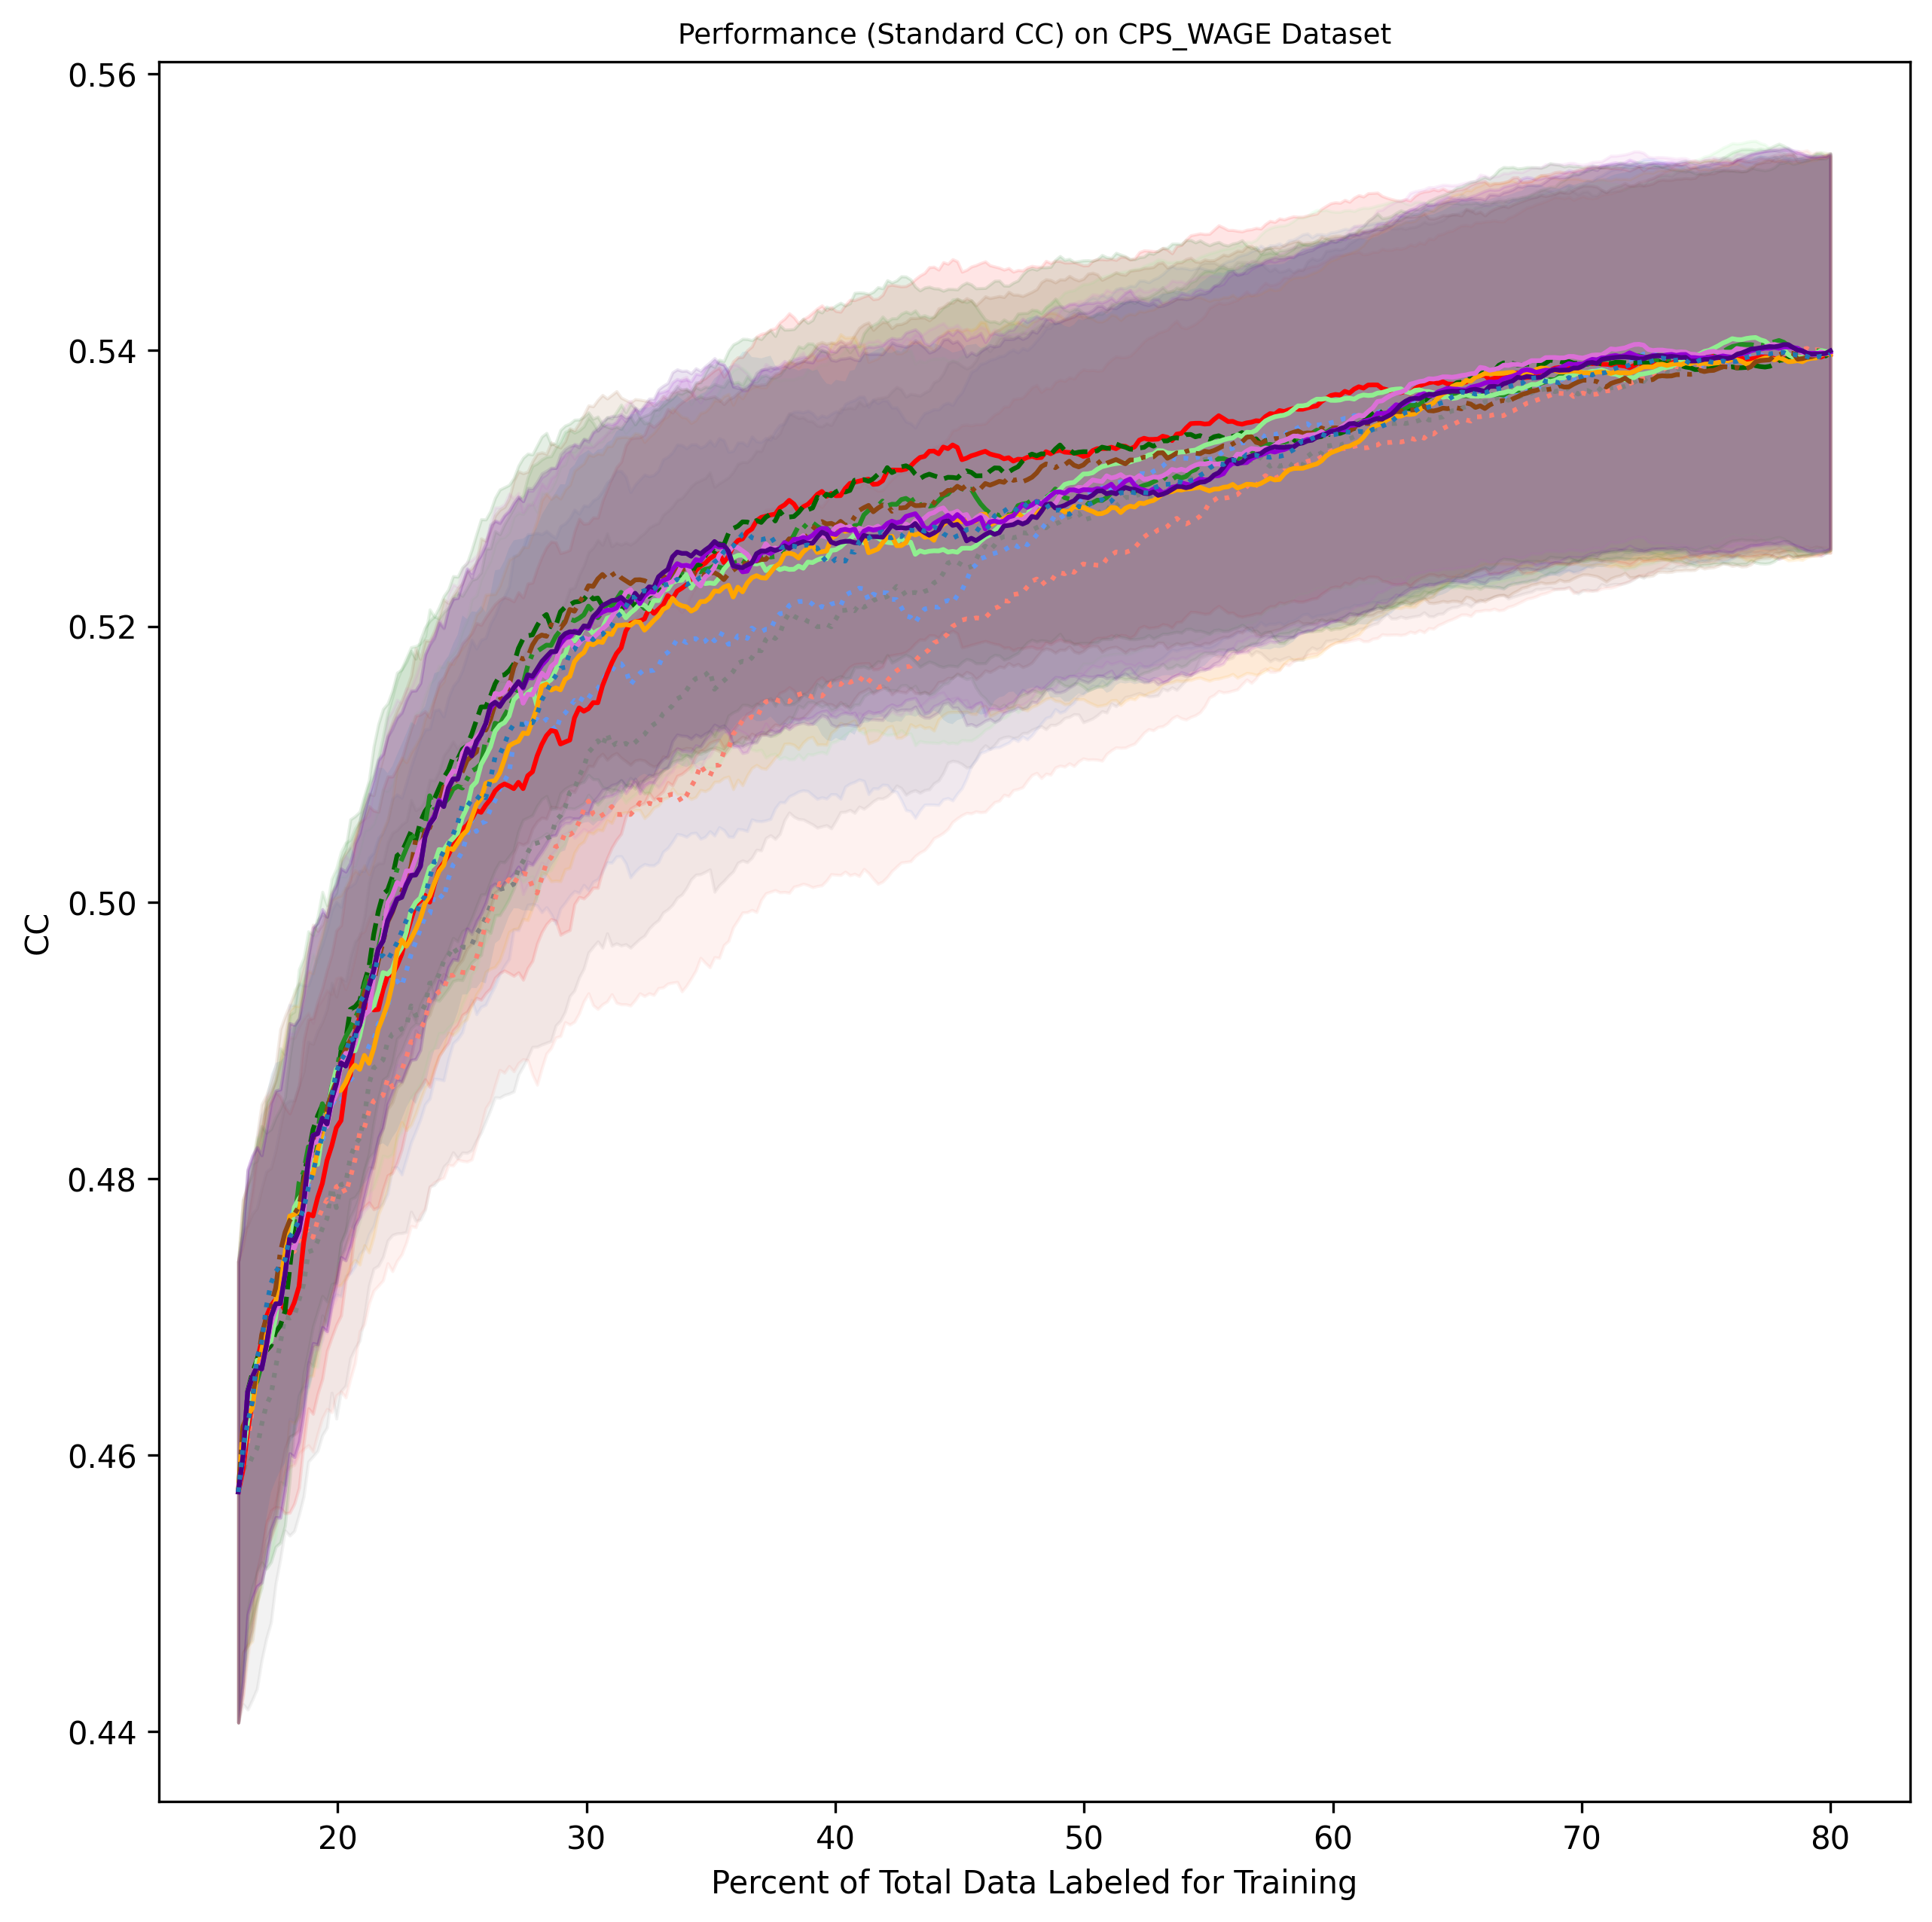 Performance (Standard CC) on CPS_WAGE Dataset
0.56
0.54
0.52
0.50
0.48
0.46
0.44
CC
20 30 40 50 60 70 80
Percent of Total Data Labeled for Training